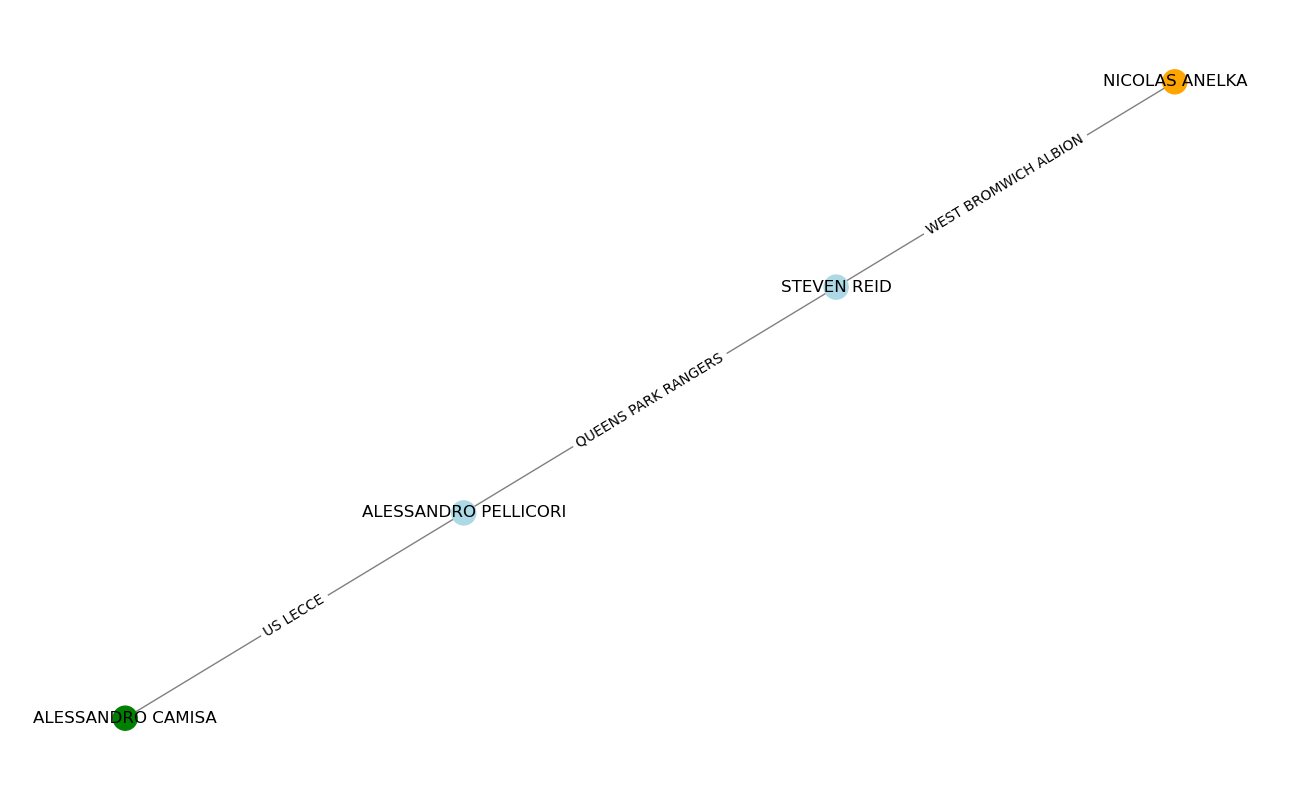 NICOLAS ANELKA
WEST BROMWICH ALBION
STEVEN REID
QUEENS PARK RANGERS
ALESSANDRO PELLICORI
US LECCE
ALESSANDRO CAMISA